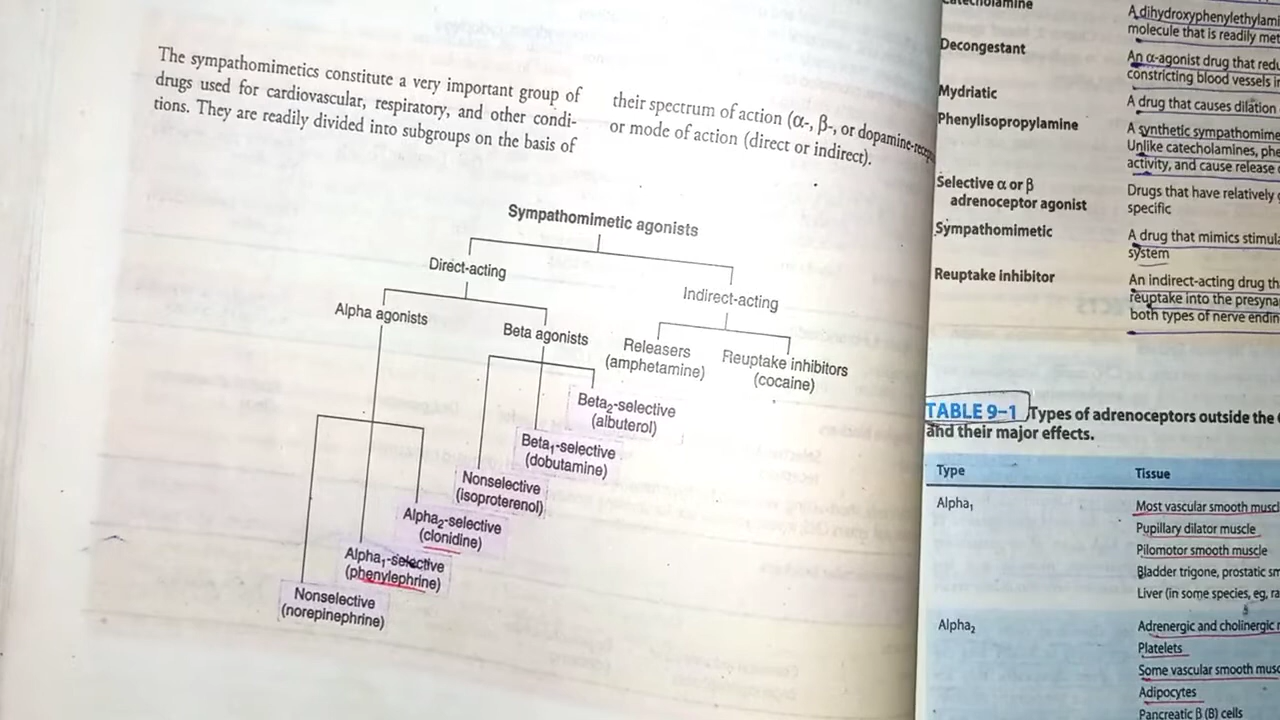 The sympathomimetics constitute a very important group of
drugs used for cardiovascular, respiratory, and other condi-
tions. They are readily divided into subgroups on the basis of
their spectrum of action (α-, β-, or dopamine-recep
or mode of action (direct or indirect).
Sympathomimetic agonists
Direct-acting
Indirect-acting
Alpha agonists
Beta agonists
Releasers
(amphetamine)
Reuptake inhibitors
(cocaine)
Beta₂-selective
(albuterol)
Beta₁-selective
(dobutamine)
Nonselective
(isoproterenol)
Alpha₂-selective
(clonidine)
Alpha₁-selective
(phenylephrine)
Nonselective
(norepinephrine)
Catecholamine
A dihydroxyphenylethylami
molecule that is readily met
Decongestant
An α-agonist drug that redu
constricting blood vessels i
Mydriatic
A drug that causes dilation
Phenylisopropylamine
A synthetic sympathomime
Unlike catecholamines, phe
activity, and cause release
Selective α or β
adrenoceptor agonist
Drugs that have relatively g
specific
Sympathomimetic
A drug that mimics stimula
system
Reuptake inhibitor
An indirect-acting drug th
reuptake into the presyna
both types of nerve endin
TABLE 9–1 Types of adrenoceptors outside the
and their major effects.
Type
Tissue
Alpha₁
Most vascular smooth muscl
Pupillary dilator muscle
Pilomotor smooth muscle
Bladder trigone, prostatic sm
Liver (in some species, eg, ra
Alpha₂
Adrenergic and cholinergic n
Platelets
Some vascular smooth musc
Adipocytes
Pancreatic β (B) cells